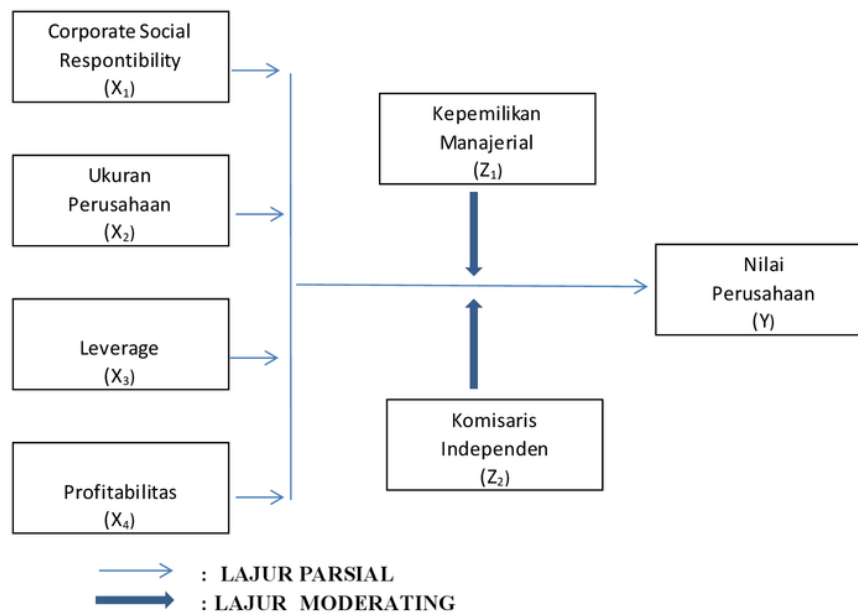 Corporate Social
Respontibility
(X₁)
Ukuran
Perusahaan
(X₂)
Leverage
(X₃)
Profitabilitas
(X₄)
Kepemilikan
Manajerial
(Z₁)
Komisaris
Independen
(Z₂)
Nilai
Perusahaan
(Y)
: LAJUR PARSIAL
: LAJUR MODERATING